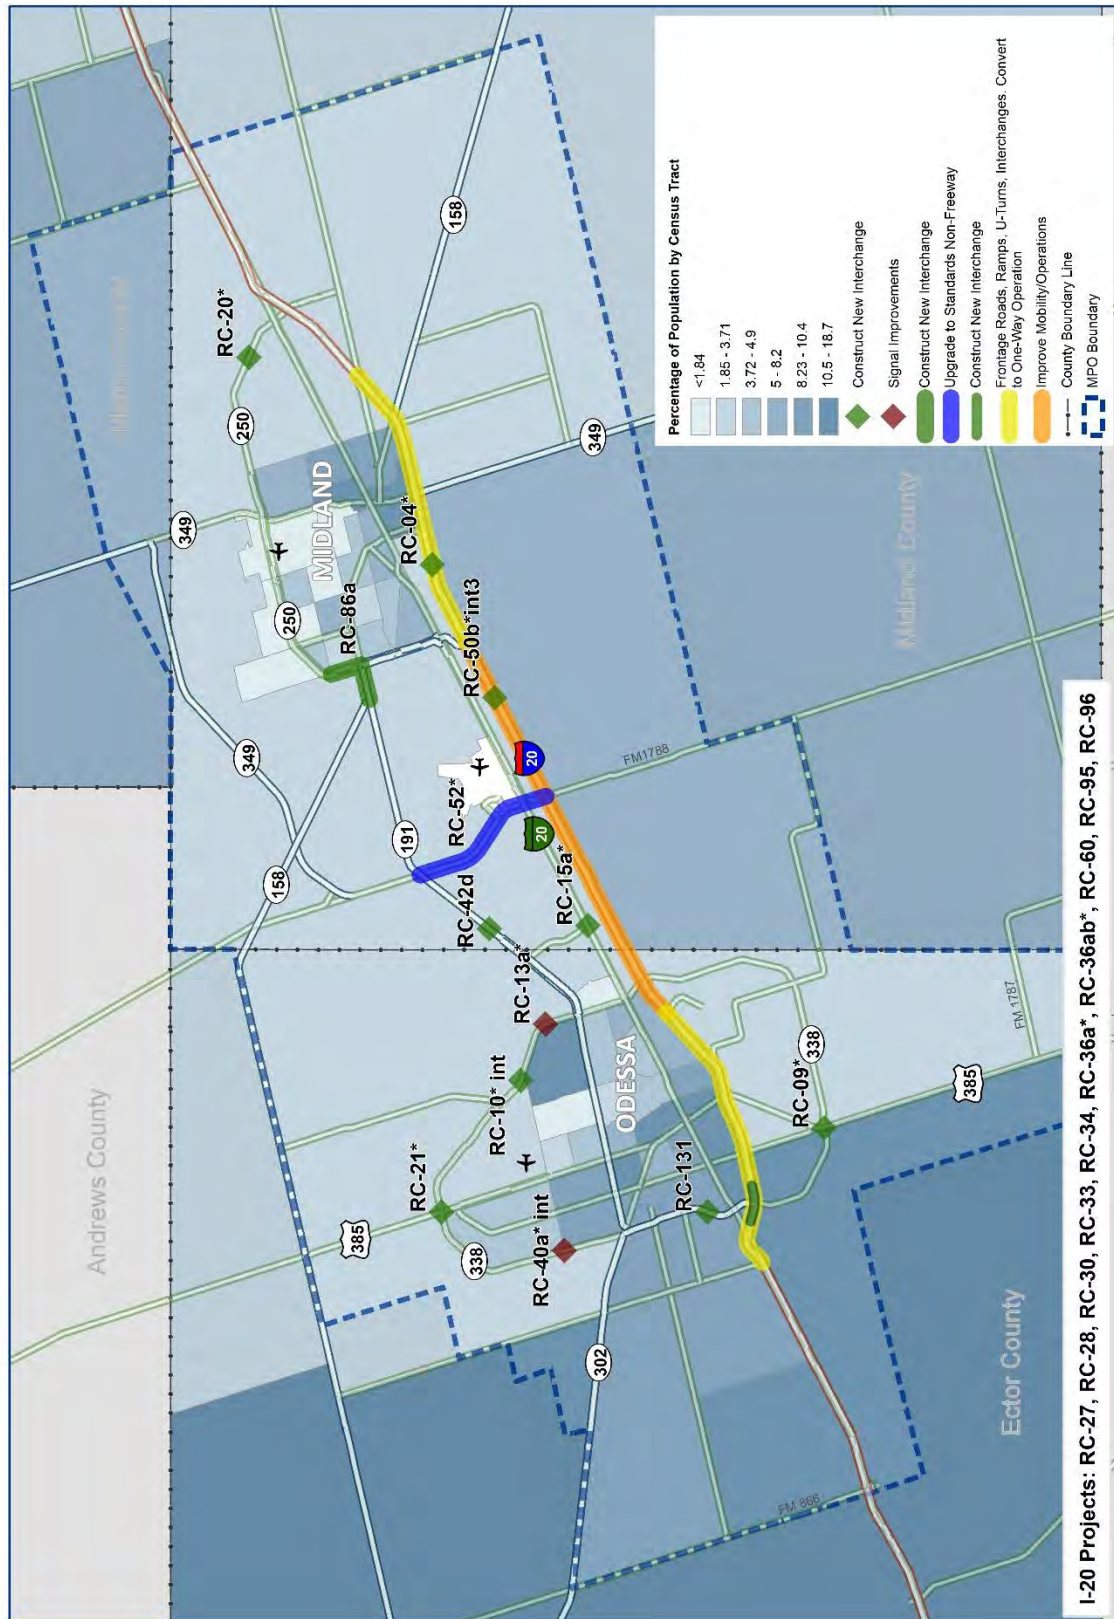 Andrews County
Midland County
Ector County
MIDLAND
ODESSA
RC-20*
RC-04*
RC-86a
RC-50b*int3
RC-52*
RC-42d
RC-15a*
RC-13a*
RC-10* int
RC-21*
RC-40a* int
RC-131
RC-09*
250
250
349
349
349
158
158
191
20
20
338
338
385
385
302
FM1788
FM 1787
FM 866
Percentage of Population by Census Tract
<1.84
1.85 - 3.71
3.72 - 4.9
5 - 8.2
8.23 - 10.4
10.5 - 18.7
Construct New Interchange
Signal Improvements
Construct New Interchange
Upgrade to Standards Non-Freeway
Construct New Interchange
Frontage Roads, Ramps, U-Turns, Interchanges. Convert
to One-Way Operation
Improve Mobility/Operations
County Boundary Line
MPO Boundary
I-20 Projects: RC-27, RC-28, RC-30, RC-33, RC-34, RC-36a*, RC-36ab*, RC-60, RC-95, RC-96